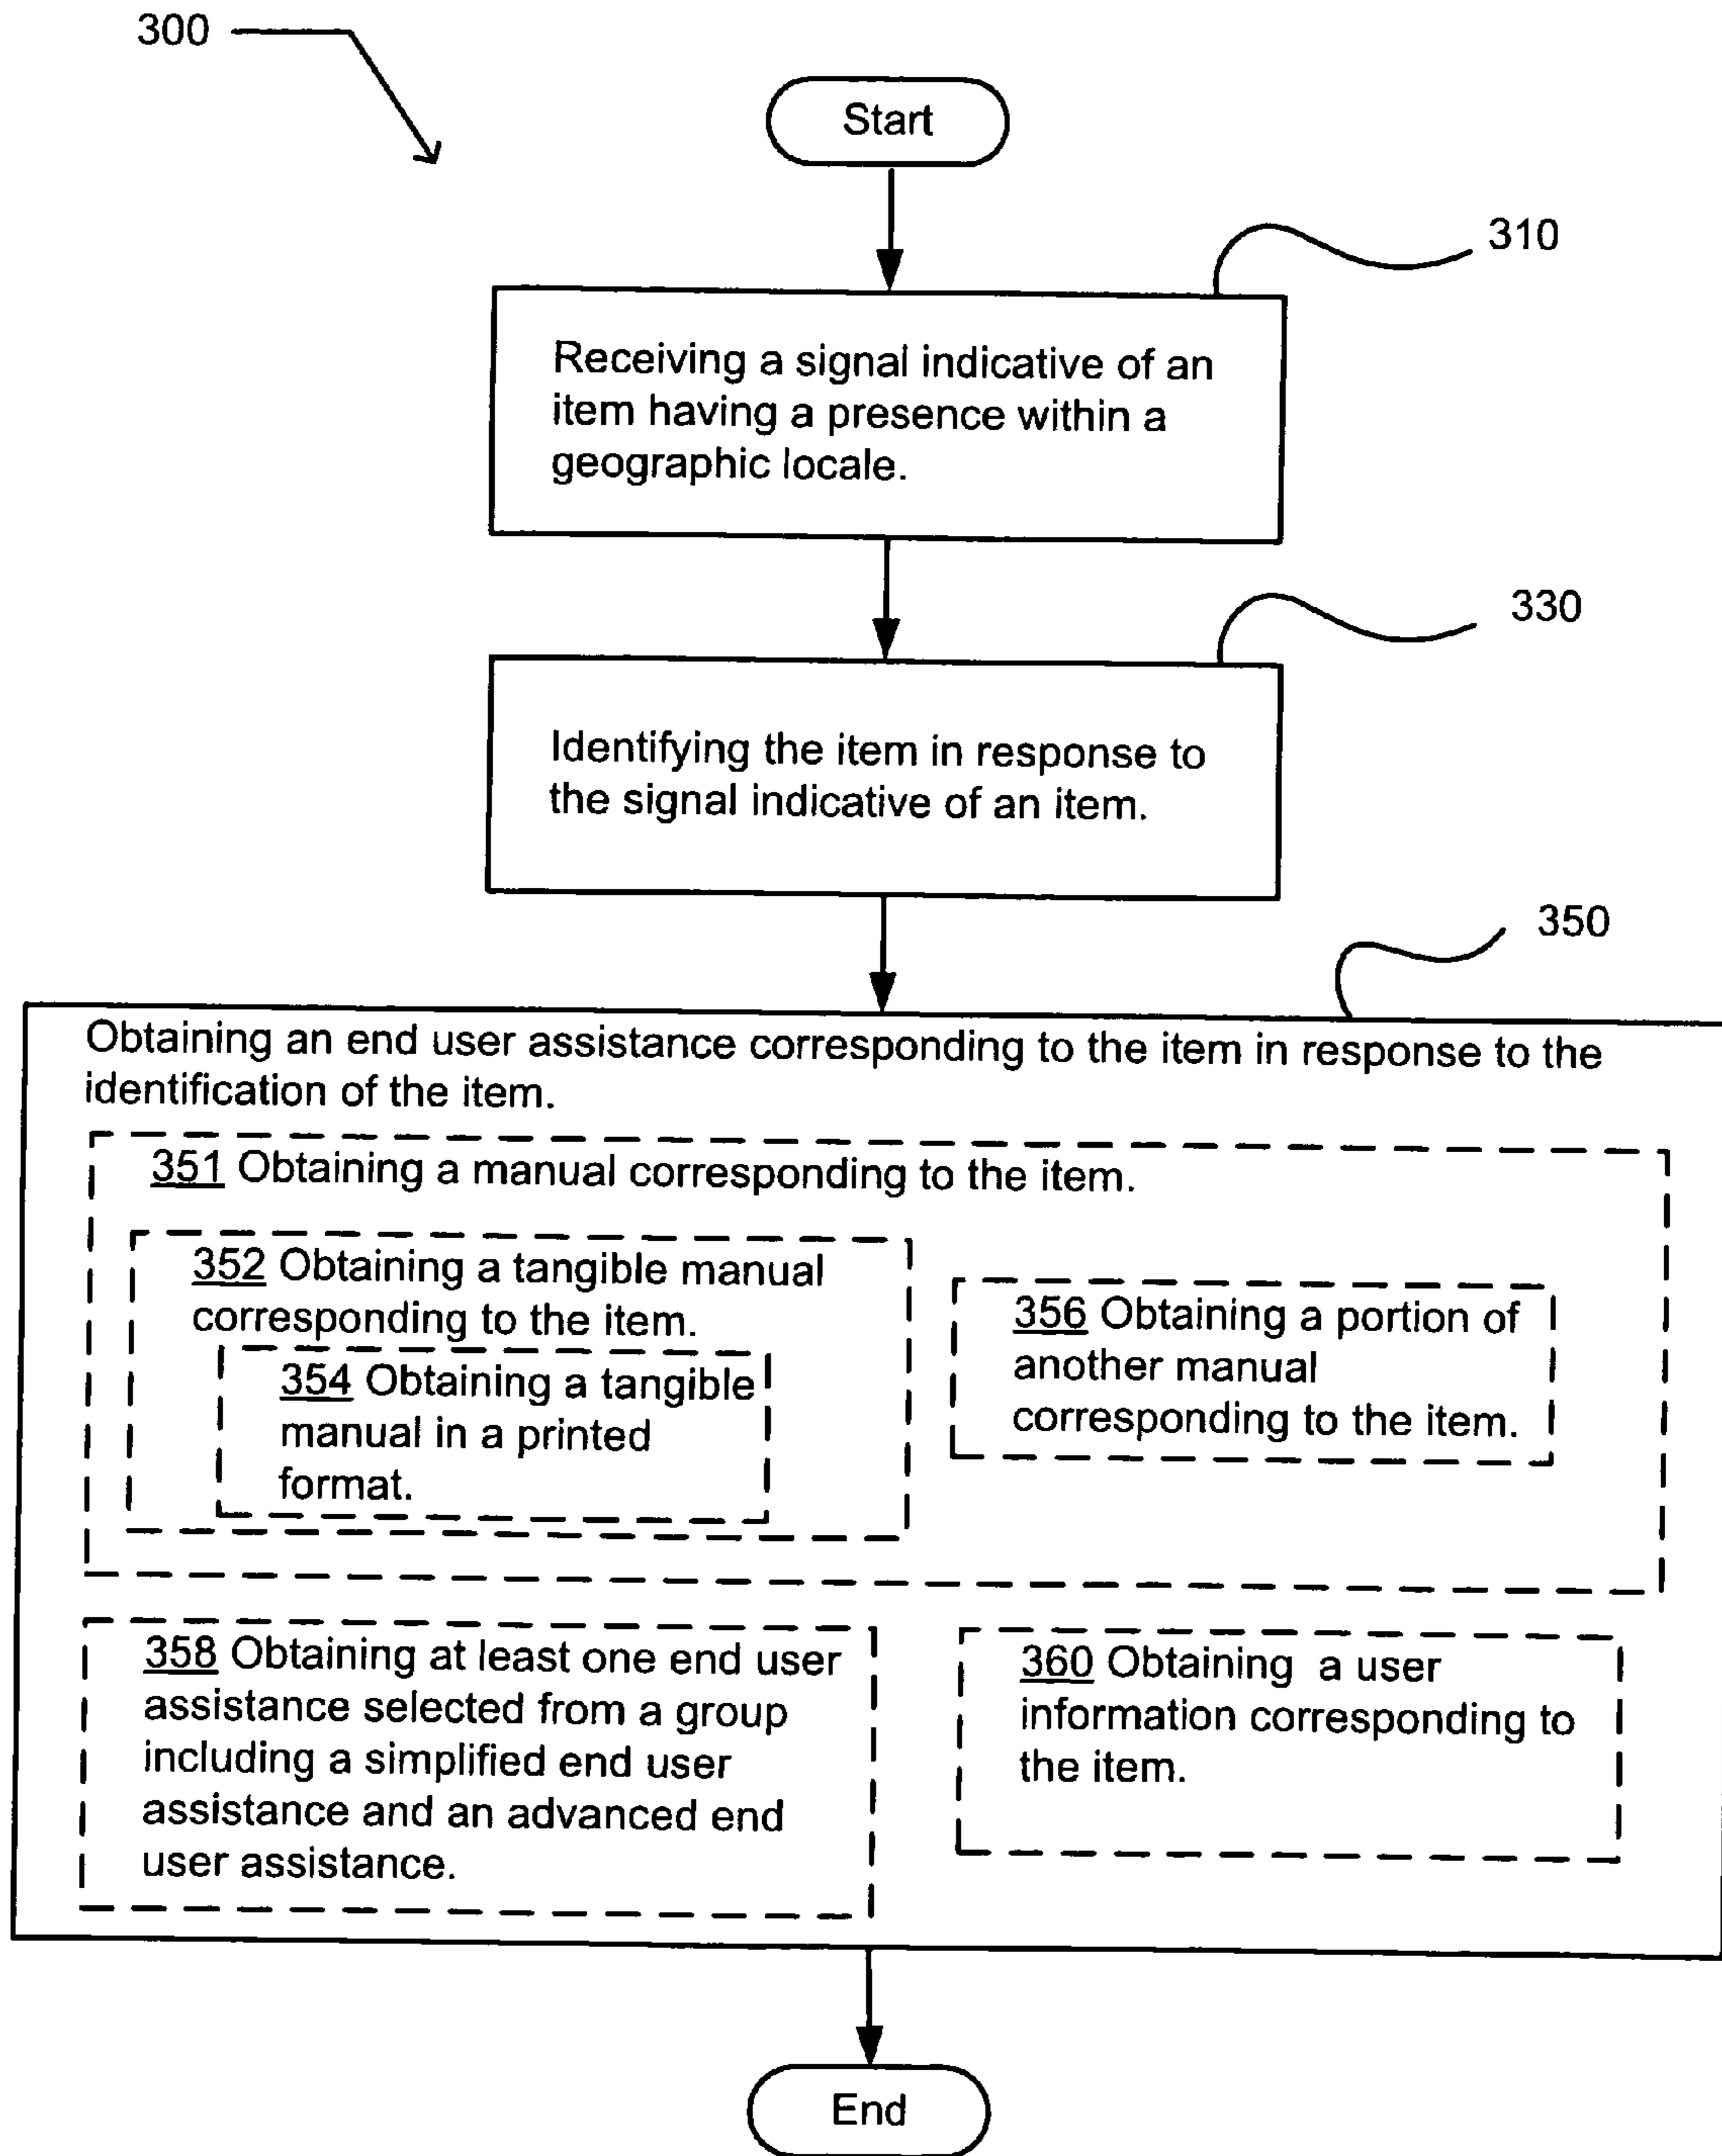 300
Start
310
Receiving a signal indicative of an
item having a presence within a
geographic locale.
330
Identifying the item in response to
the signal indicative of an item.
350
Obtaining an end user assistance corresponding to the item in response to the
identification of the item.
351 Obtaining a manual corresponding to the item.
352 Obtaining a tangible manual
corresponding to the item.
354 Obtaining a tangible
manual in a printed
format.
356 Obtaining a portion of
another manual
corresponding to the item.
358 Obtaining at least one end user
assistance selected from a group
including a simplified end user
assistance and an advanced end
user assistance.
360 Obtaining a user
information corresponding to
the item.
End